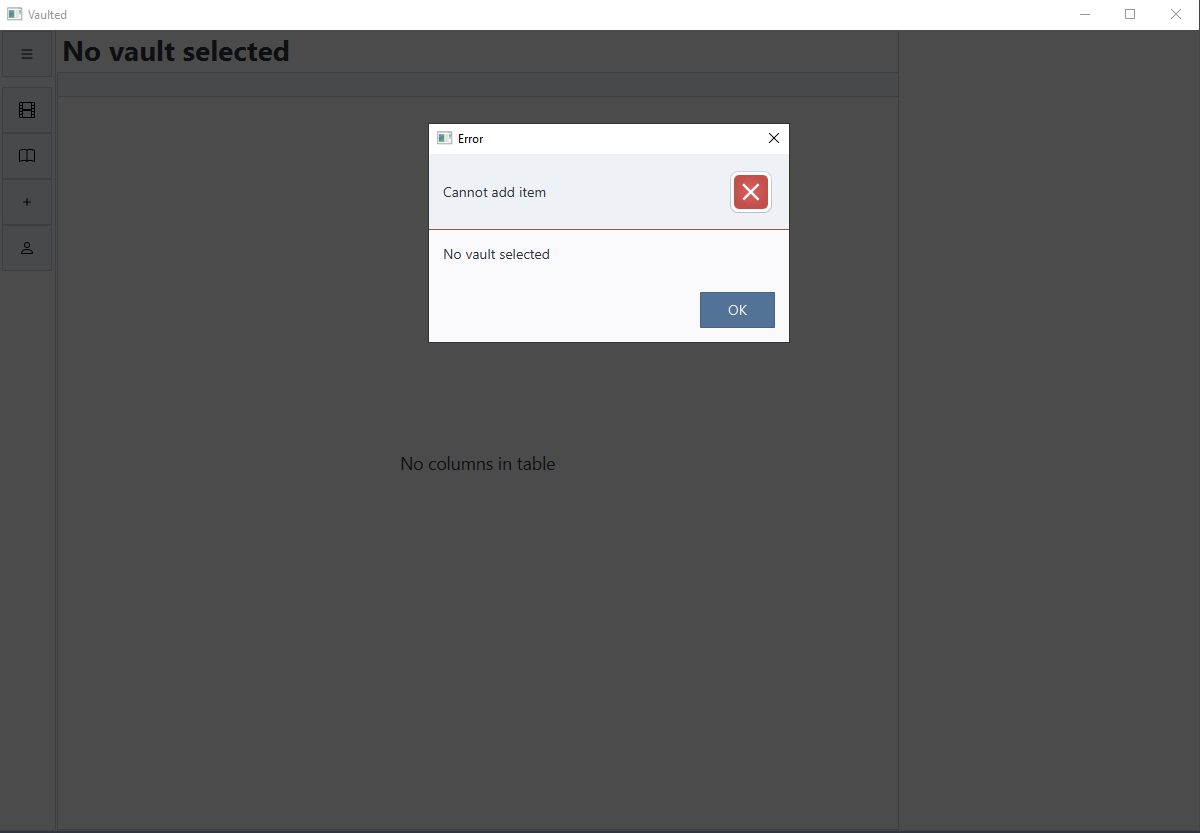 Vaulted
No vault selected
Error
Cannot add item
No vault selected
OK
No columns in table